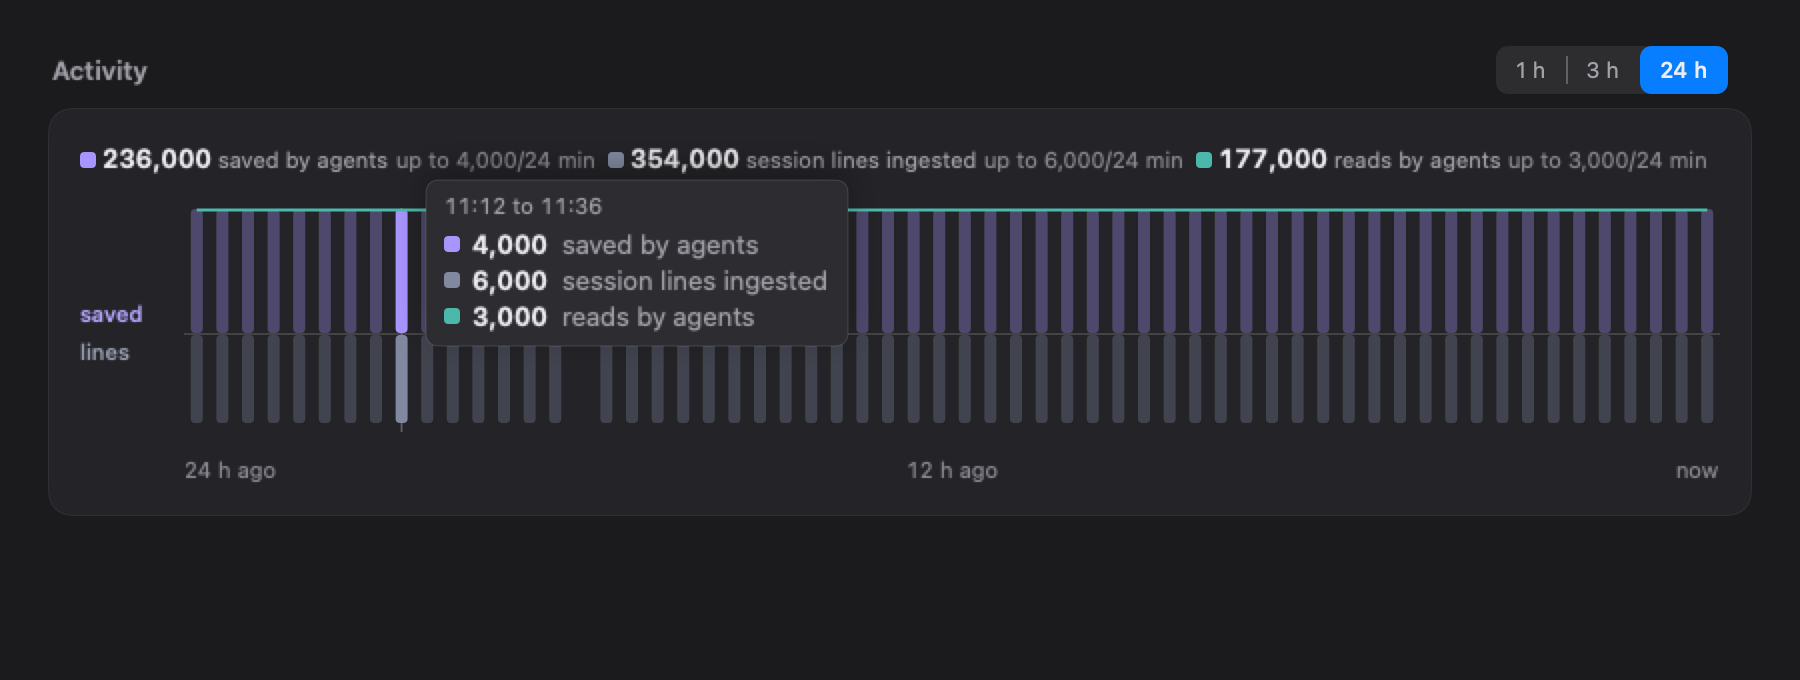 Activity
1 h 3 h 24 h
236,000 saved by agents up to 4,000/24 min 354,000 session lines ingested up to 6,000/24 min 177,000 reads by agents up to 3,000/24 min
11:12 to 11:36
4,000 saved by agents
6,000 session lines ingested
3,000 reads by agents
saved
lines
24 h ago 12 h ago now